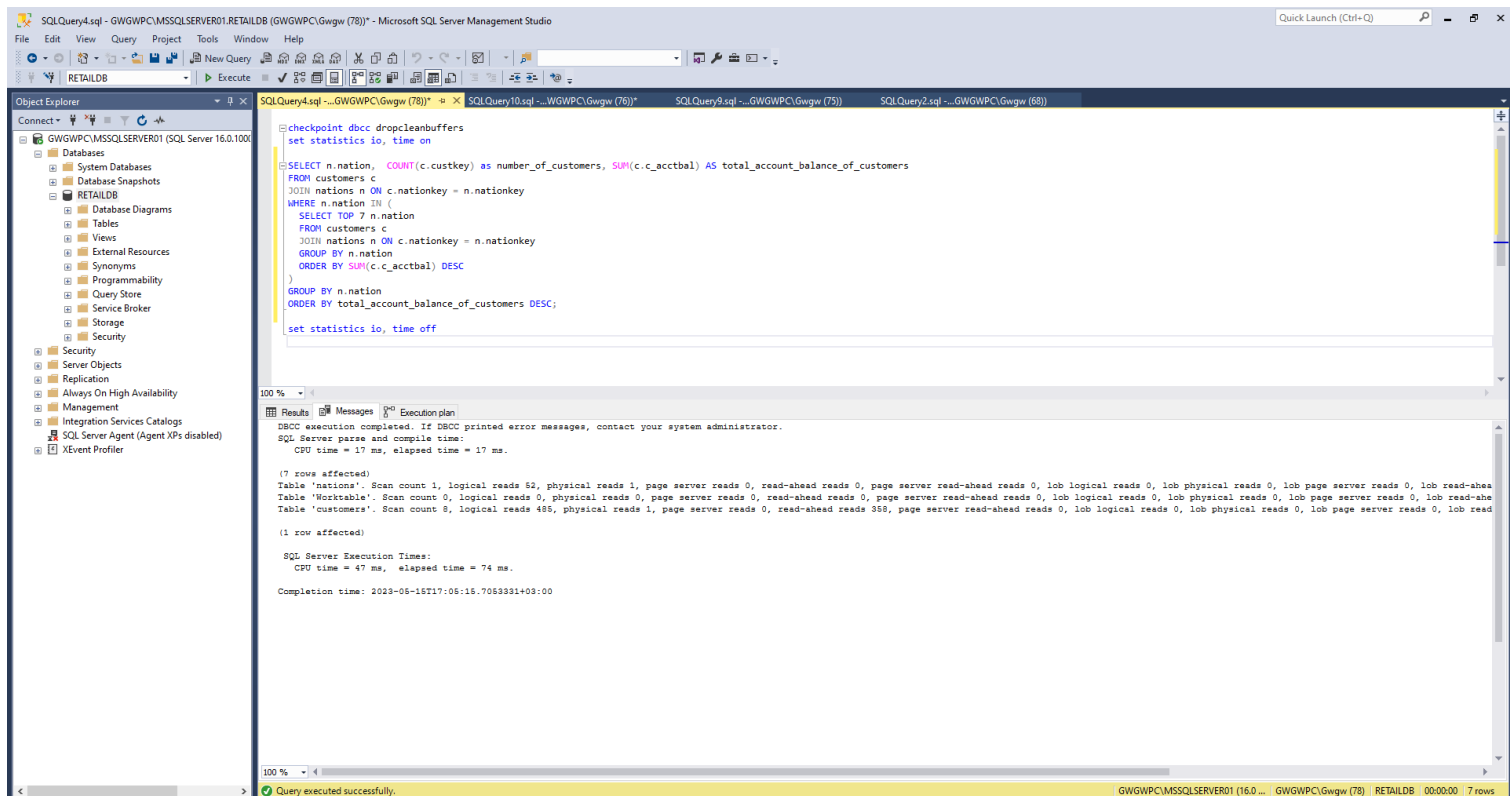 SQLQuery4.sql - GWGWPC\MSSQLSERVER01.RETAILDB (GWGWPC\Gwgw (78))* - Microsoft SQL Server Management Studio
Quick Launch (Ctrl+Q)
File Edit View Query Project Tools Window Help
New Query
RETAILDB
Execute
Object Explorer
Connect
GWGWPC\MSSQLSERVER01 (SQL Server 16.0.1000
Databases
System Databases
Database Snapshots
RETAILDB
Database Diagrams
Tables
Views
External Resources
Synonyms
Programmability
Query Store
Service Broker
Storage
Security
Security
Server Objects
Replication
Always On High Availability
Management
Integration Services Catalogs
SQL Server Agent (Agent XPs disabled)
XEvent Profiler
SQLQuery4.sql -...GWGWPC\Gwgw (78))* SQLQuery10.sql -...WGWPC\Gwgw (76))* SQLQuery9.sql -...GWGWPC\Gwgw (75)) SQLQuery2.sql -...GWGWPC\Gwgw (68))
checkpoint dbcc dropcleanbuffers
set statistics io, time on
SELECT n.nation, COUNT(c.custkey) as number_of_customers, SUM(c.c_acctbal) AS total_account_balance_of_customers
FROM customers c
JOIN nations n ON c.nationkey = n.nationkey
WHERE n.nation IN (
SELECT TOP 7 n.nation
FROM customers c
JOIN nations n ON c.nationkey = n.nationkey
GROUP BY n.nation
ORDER BY SUM(c.c_acctbal) DESC
)
GROUP BY n.nation
ORDER BY total_account_balance_of_customers DESC;
set statistics io, time off
100 %
Results Messages Execution plan
DBCC execution completed. If DBCC printed error messages, contact your system administrator.
SQL Server parse and compile time:
CPU time = 17 ms, elapsed time = 17 ms.
(7 rows affected)
Table 'nations'. Scan count 1, logical reads 52, physical reads 1, page server reads 0, read-ahead reads 0, page server read-ahead reads 0, lob logical reads 0, lob physical reads 0, lob page server reads 0, lob read-ahea
Table 'Worktable'. Scan count 0, logical reads 0, physical reads 0, page server reads 0, read-ahead reads 0, page server read-ahead reads 0, lob logical reads 0, lob physical reads 0, lob page server reads 0, lob read-ahe
Table 'customers'. Scan count 8, logical reads 485, physical reads 1, page server reads 0, read-ahead reads 358, page server read-ahead reads 0, lob logical reads 0, lob physical reads 0, lob page server reads 0, lob read
(1 row affected)
SQL Server Execution Times:
CPU time = 47 ms, elapsed time = 74 ms.
Completion time: 2023-05-15T17:05:15.7053331+03:00
100 %
Query executed successfully.
GWGWPC\MSSQLSERVER01 (16.0 ... GWGWPC\Gwgw (78) RETAILDB 00:00:00 7 rows